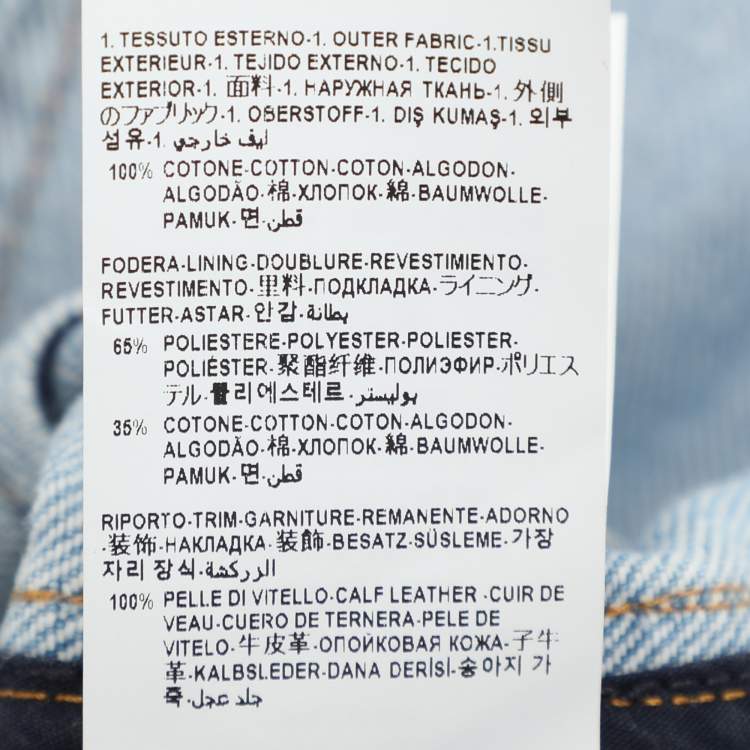 1. TESSUTO ESTERNO-1. OUTER FABRIC-1.TISSU
EXTERIEUR-1. TEJIDO EXTERNO-1. TECIDO
EXTERIOR-1. 面料-1. НАРУЖНАЯ ТКАНЬ-1. 外側
のファブリック-1. OBERSTOFF-1. DIŞ KUMAŞ-1. 외부
섬유-1. ليف خارجي
100% COTONE-COTTON-COTON-ALGODON-
ALGODÃO-棉-ХЛОПОК-綿-BAUMWOLLE-
PAMUK-면-قطن
FODERA-LINING-DOUBLURE-REVESTIMIENTO-
REVESTIMENTO-里料-ПОДКЛАДКА-ライニング-
FUTTER-ASTAR-안감-بطانة
65% POLIESTERE-POLYESTER-POLIESTER-
POLIÉSTER-聚酯纤维-ПОЛИЭФИР-ポリエス
テル-폴리에스테르-بوليستر
35% COTONE-COTTON-COTON-ALGODON-
ALGODÃO-棉-ХЛОПОК-綿-BAUMWOLLE-
PAMUK-면-قطن
RIPORTO-TRIM-GARNITURE-REMANENTE-ADORNO
-装饰-НАКЛАДКА-装飾-BESATZ-SÜSLEME-가장
자리 장식-الزركشة
100% PELLE DI VITELLO-CALF LEATHER-CUIR DE
VEAU-CUERO DE TERNERA-PELE DE
VITELO-牛皮革-ОПОЙКОВАЯ КОЖА-子牛
革-KALBSLEDER-DANA DERİSİ-송아지 가
죽-جلد عجل